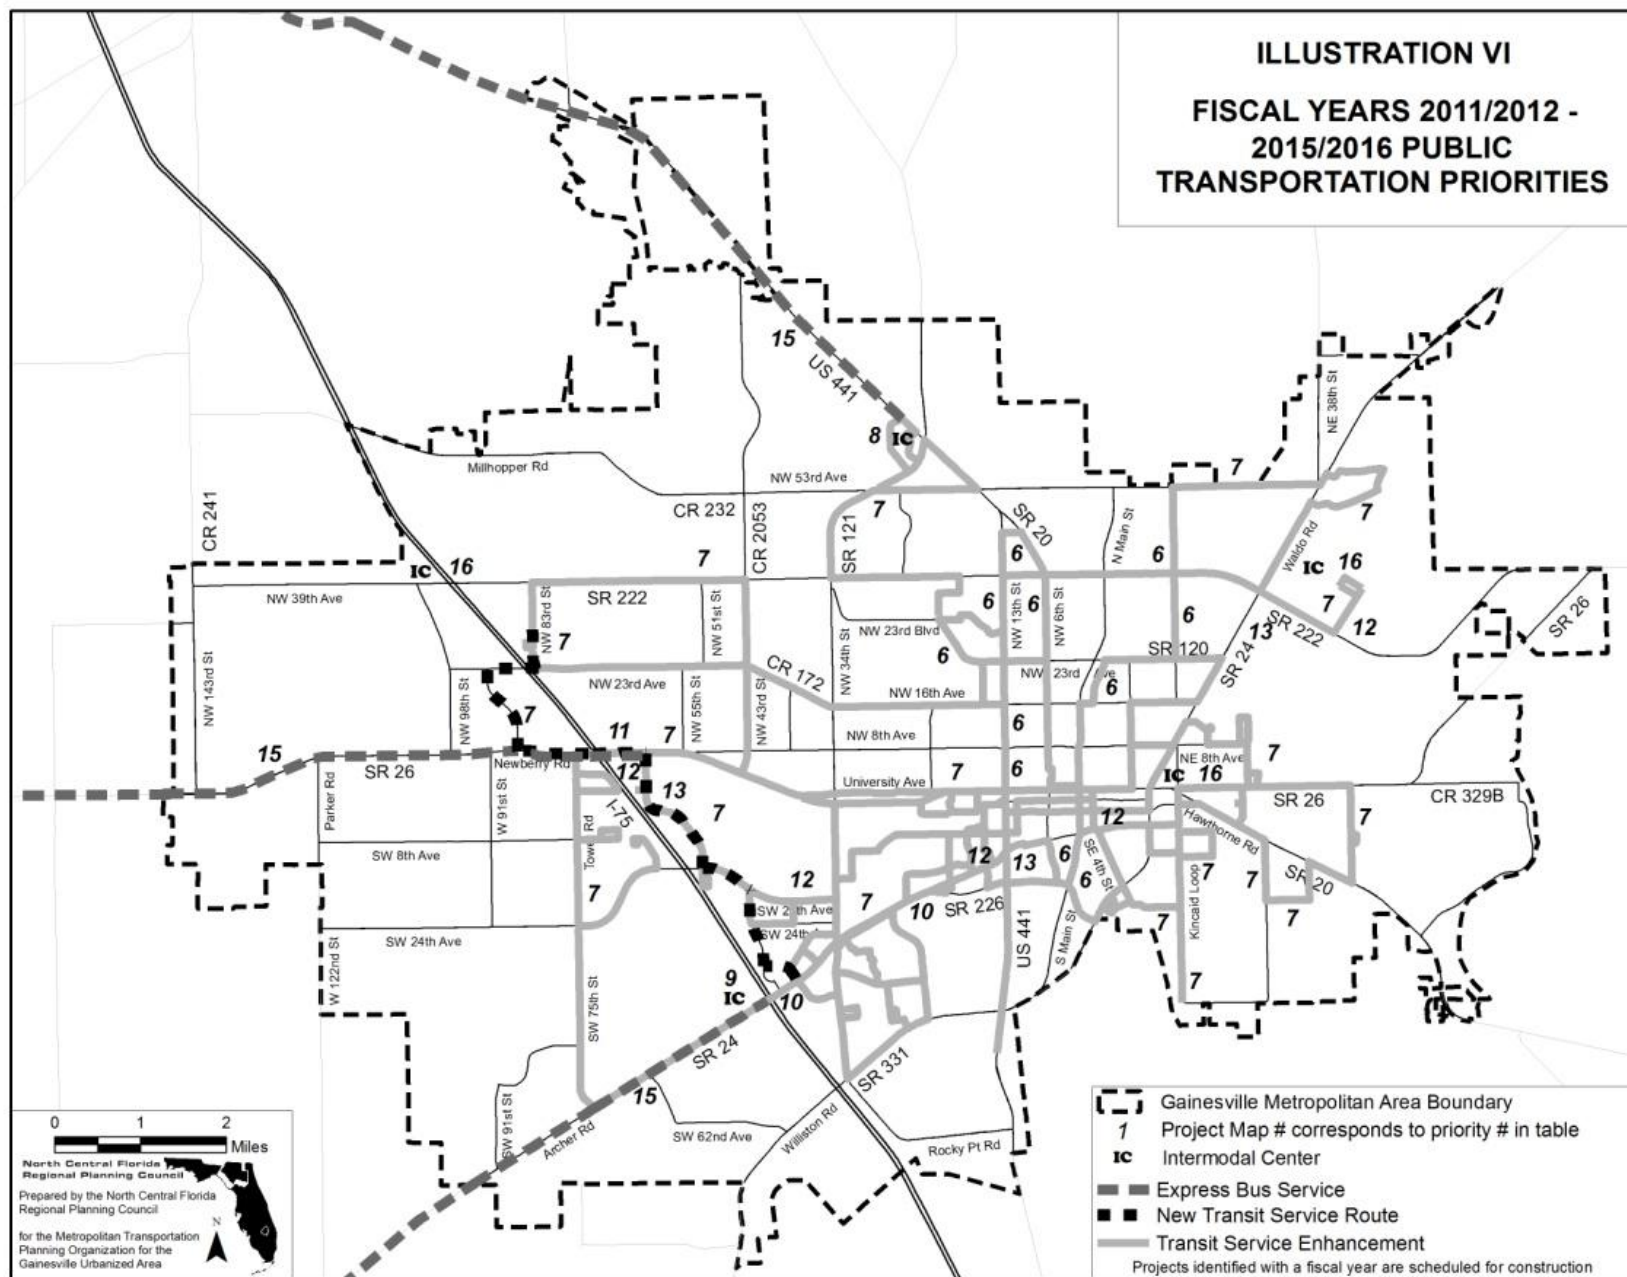 ILLUSTRATION VI
FISCAL YEARS 2011/2012 -
2015/2016 PUBLIC
TRANSPORTATION PRIORITIES
15
US 441
8
IC
NE 38th St
7
Millhopper Rd
NW 53rd Ave
CR 241
CR 232
CR 2053
SR 121
7
SR 20
N Main St
7
Waldo Rd
IC
16
7
6
6
IC
16
NW 39th Ave
SR 222
NW 83rd St
7
NW 51st St
NW 23rd Blvd
6
NW 13th St
6
NW 6th St
6
SR 120
13
SR 222
7
12
SR 26
NW 143rd St
NW 98th St
7
NW 23rd Ave
NW 55th St
NW 43rd St
CR 172
NW 34th St
6
NW 16th Ave
NW 23rd Ave
6
SR 24
15
SR 26
Newberry Rd
11
7
NW 8th Ave
6
NE 8th Ave
7
12
University Ave
7
6
IC
16
SR 26
CR 329B
Parker Rd
W 91st St
I-75
13
7
12
Hawthorne Rd
7
SW 8th Ave
Tower Rd
7
12
12
13
6
SE 4th St
6
7
7
SR 20
SW 24th Ave
W 122nd St
7
10
SR 226
US 441
S Main St
7
Kincaid Loop
7
SW 24th
9
IC
10
7
SW 75th St
SR 24
15
SR 331
SW 91st St
Archer Rd
SW 62nd Ave
Williston Rd
Rocky Pt Rd
0 1 2
Miles
North Central Florida
Regional Planning Council
Prepared by the North Central Florida
Regional Planning Council
N
for the Metropolitan Transportation
Planning Organization for the
Gainesville Urbanized Area
Gainesville Metropolitan Area Boundary
1 Project Map # corresponds to priority # in table
IC Intermodal Center
Express Bus Service
New Transit Service Route
Transit Service Enhancement
Projects identified with a fiscal year are scheduled for construction